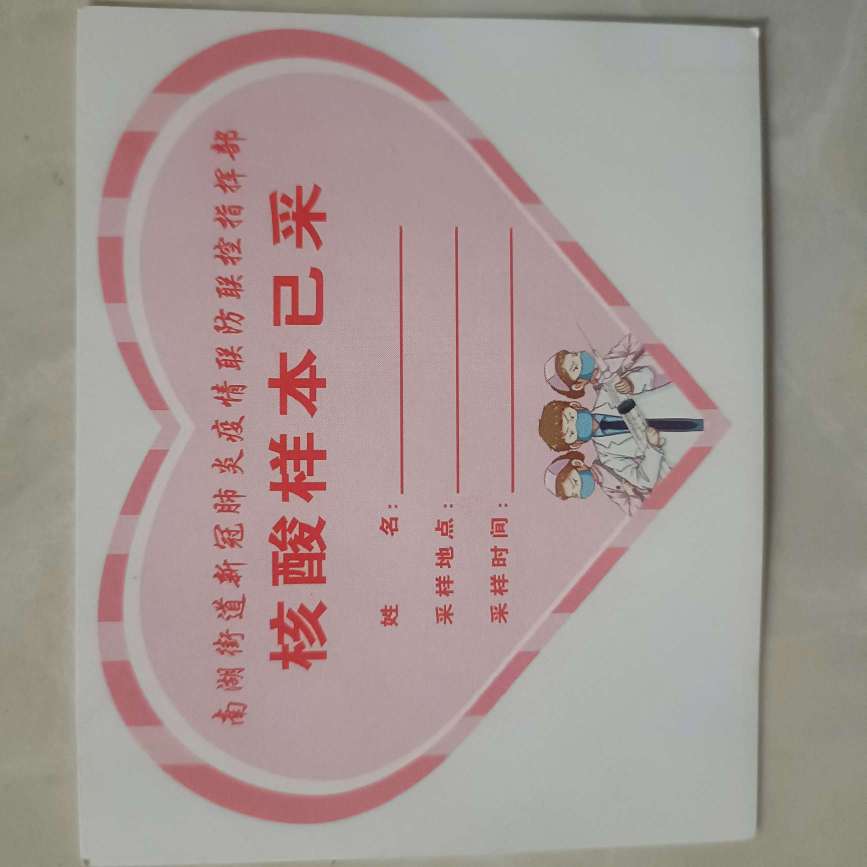 南湖街道新冠肺炎疫情联防联控指挥部
核酸样本已采
姓 名:
采样地点:
采样时间: